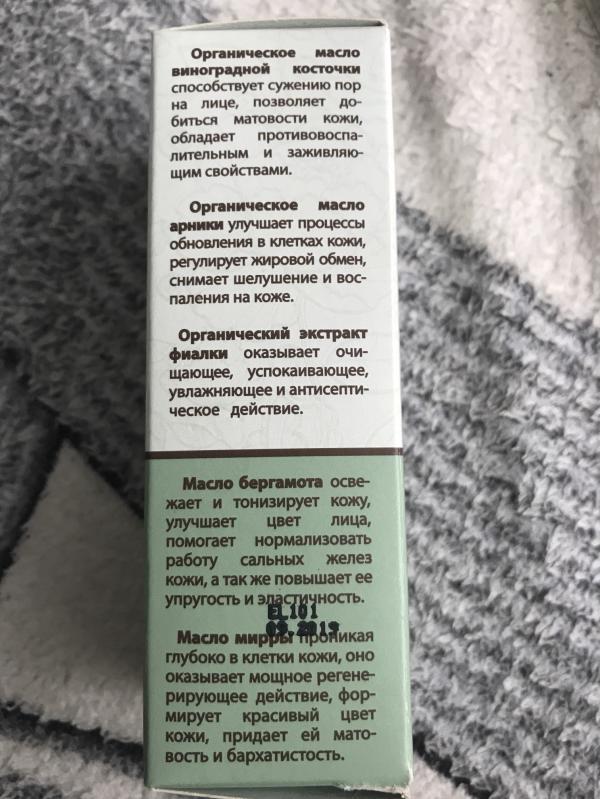 Органическое масло
виноградной косточки
способствует сужению пор
на лице, позволяет до-
биться матовости кожи,
обладает противовоспа-
лительным и заживляю-
щим свойствами.
Органическое масло
арники улучшает процессы
обновления в клетках кожи,
регулирует жировой обмен,
снимает шелушение и вос-
паления на коже.
Органический экстракт
фиалки оказывает очи-
щающее, успокаивающее,
увлажняющее и антисепти-
ческое действие.
Масло бергамота осве-
жает и тонизирует кожу,
улучшает цвет лица,
помогает нормализовать
работу сальных желез
кожи, а так же повышает ее
упругость и эластичность.
EL101
09.2019
Масло мирры проникая
глубоко в клетки кожи, оно
оказывает мощное регене-
рирующее действие, фор-
мирует красивый цвет
кожи, придает ей мато-
вость и бархатистость.